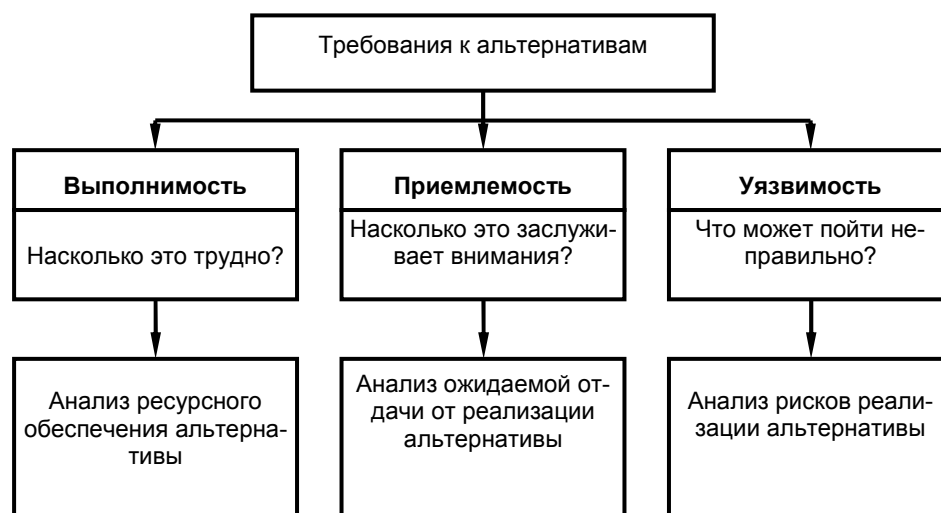 Требования к альтернативам
Выполнимость
Насколько это трудно?
Приемлемость
Насколько это заслужи-
вает внимания?
Уязвимость
Что может пойти не-
правильно?
Анализ ресурсного
обеспечения альтерна-
тивы
Анализ ожидаемой от-
дачи от реализации
альтернативы
Анализ рисков реали-
зации альтернативы